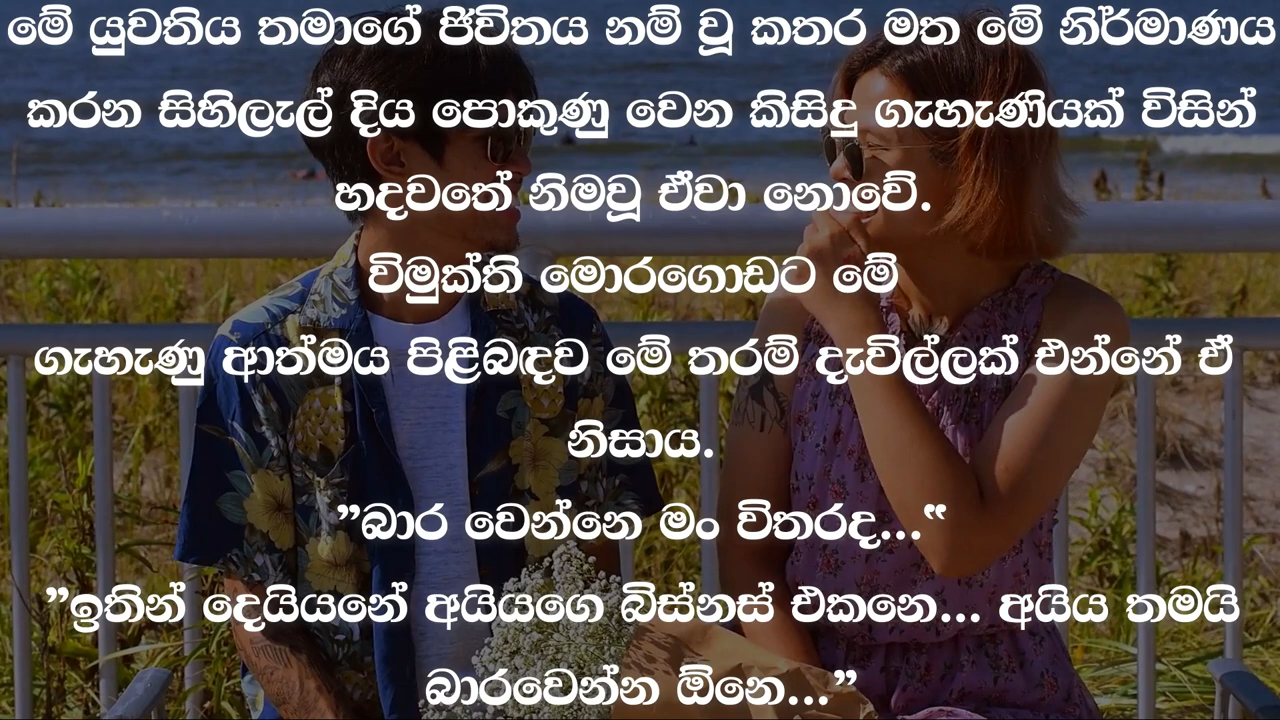 මේ යුවතිය තමාගේ ජීවිතය නම් වූ කතර මත මේ නිර්මාණය
කරන සිහිලැල් දිය පොකුණු වෙන කිසිදු ගැහැණියක් විසින්
හදවතේ නිමවූ ඒවා නොවේ.
විමුක්ති මොරගොඩට මේ
ගැහැණු ආත්මය පිළිබඳව මේ තරම් දැවිල්ලක් එන්නේ ඒ
නිසාය.
”බාර වෙන්නෙ මං විතරද...“
”ඉතින් දෙයියනේ අයියගෙ බිස්නස් එකනෙ... අයිය තමයි
බාරවෙන්න ඕනෙ...”